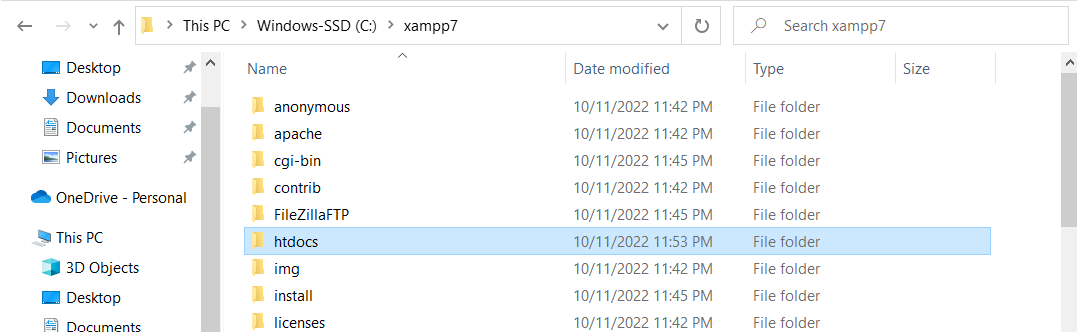 This PC > Windows-SSD (C:) > xampp7
Search xampp7
Desktop
Downloads
Documents
Pictures
OneDrive - Personal
This PC
3D Objects
Desktop
Documents
Name Date modified Type Size
anonymous 10/11/2022 11:42 PM File folder
apache 10/11/2022 11:42 PM File folder
cgi-bin 10/11/2022 11:45 PM File folder
contrib 10/11/2022 11:42 PM File folder
FileZillaFTP 10/11/2022 11:45 PM File folder
htdocs 10/11/2022 11:53 PM File folder
img 10/11/2022 11:42 PM File folder
install 10/11/2022 11:45 PM File folder
licenses 10/11/2022 11:42 PM File folder